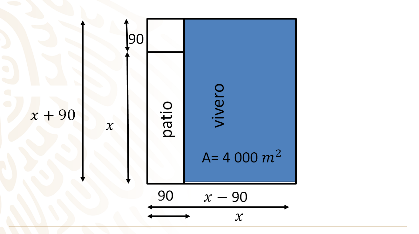 90
x + 90
x
patio
vivero
A= 4 000 m²
90
x − 90
x